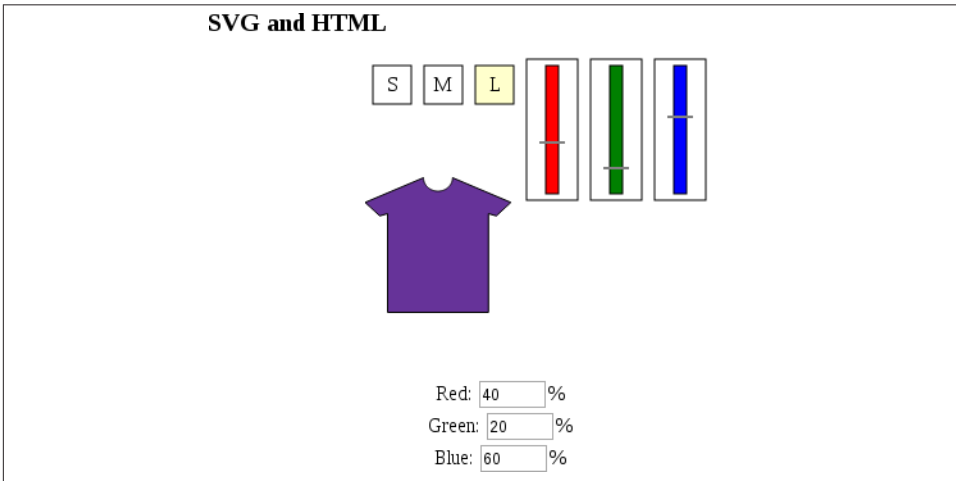 SVG and HTML
S M L
Red: 40 %
Green: 20 %
Blue: 60 %